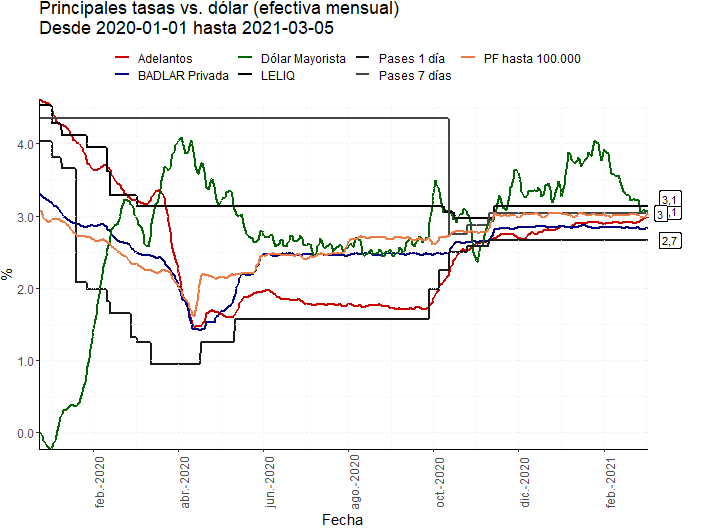 Principales tasas vs. dólar (efectiva mensual)
Desde 2020-01-01 hasta 2021-03-05
Adelantos Dólar Mayorista Pases 1 día PF hasta 100.000
BADLAR Privada LELIQ Pases 7 días
4.0
3.0
2.0
1.0
0.0
%
3,1
3 ,1
2,7
feb.-2020 abr.-2020 jun.-2020 ago.-2020 oct.-2020 dic.-2020 feb.-2021
Fecha